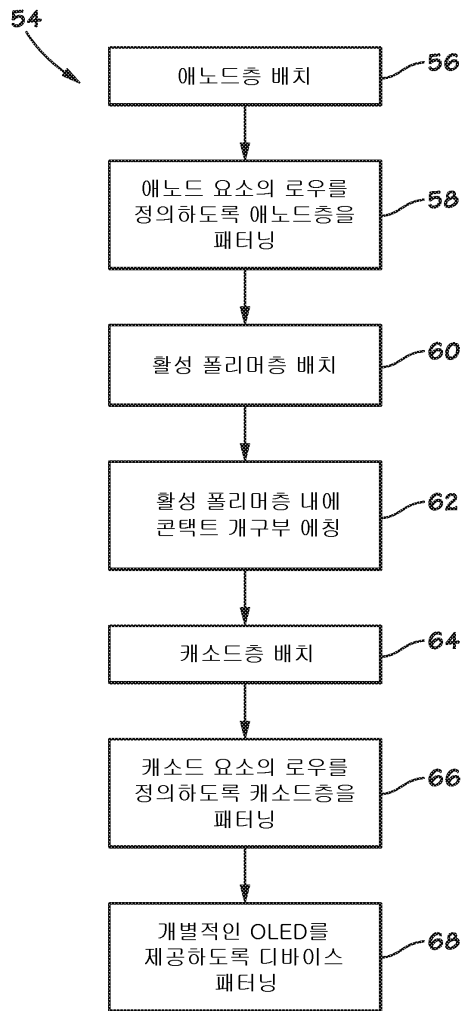 54
애노드층 배치
56
애노드 요소의 로우를
정의하도록 애노드층을
패터닝
58
활성 폴리머층 배치
60
활성 폴리머층 내에
콘택트 개구부 에칭
62
캐소드층 배치
64
캐소드 요소의 로우를
정의하도록 캐소드층을
패터닝
66
개별적인 OLED를
제공하도록 디바이스
패터닝
68